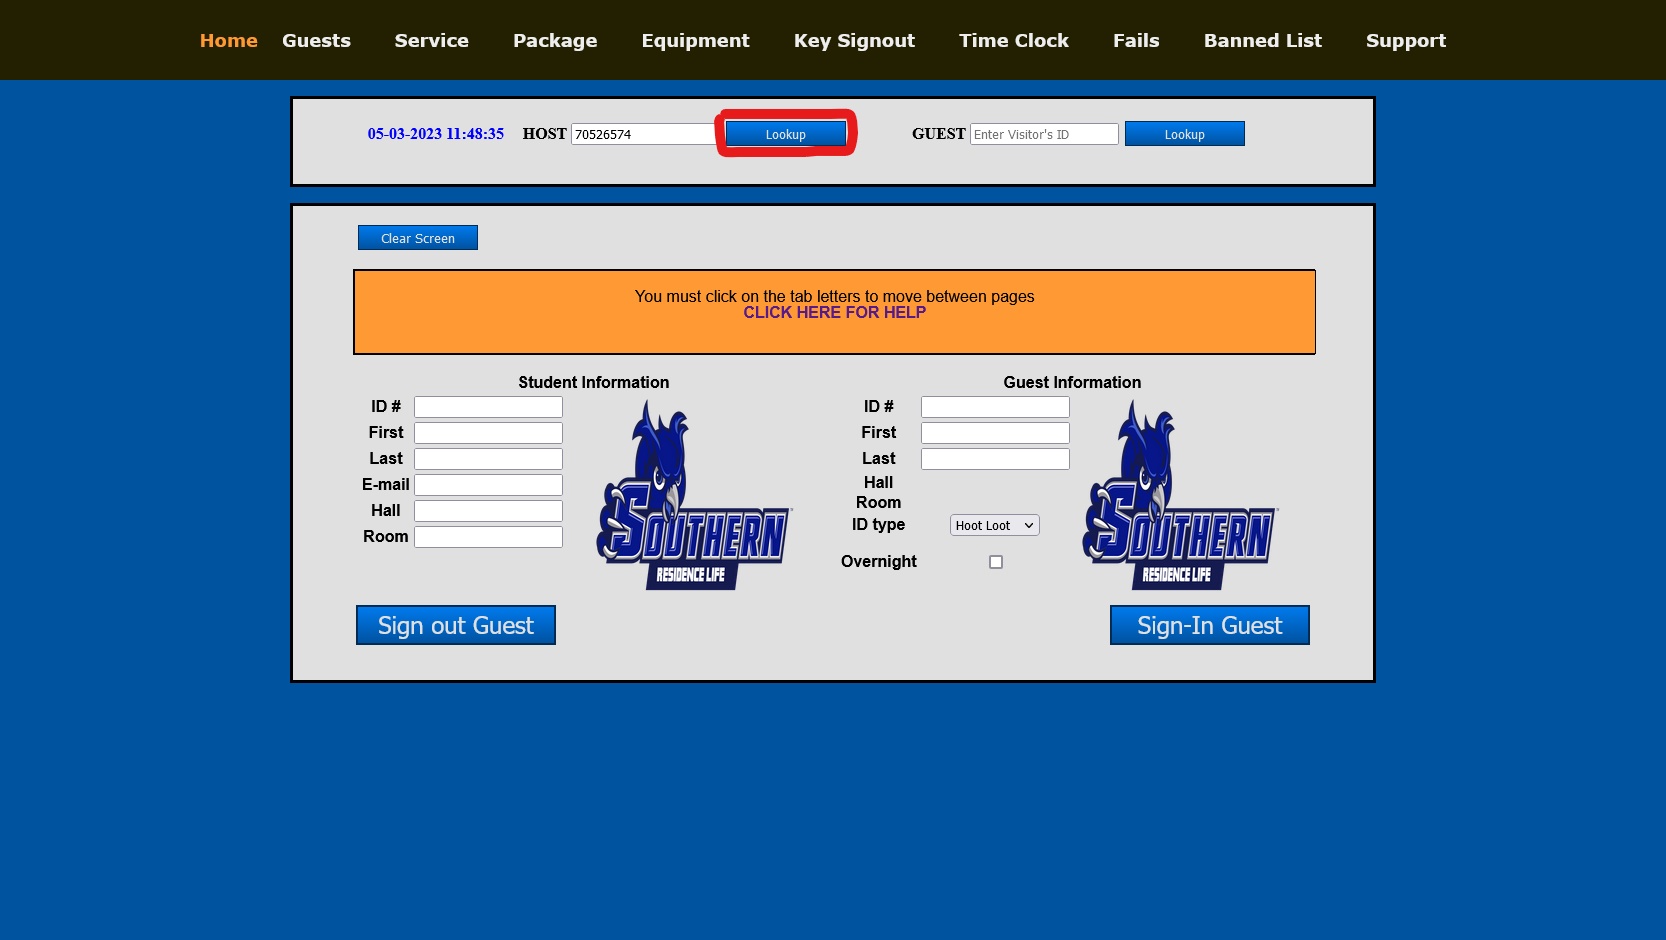 Home Guests Service Package Equipment Key Signout Time Clock Fails Banned List Support
05-03-2023 11:48:35 HOST 70526574 Lookup GUEST Enter Visitor's ID Lookup
Clear Screen
You must click on the tab letters to move between pages
CLICK HERE FOR HELP
Student Information
ID #
First
Last
E-mail
Hall
Room
SOUTHERN
RESIDENCE LIFE
Guest Information
ID #
First
Last
Hall
Room
ID type Hoot Loot
Overnight
SOUTHERN
RESIDENCE LIFE
Sign out Guest
Sign-In Guest